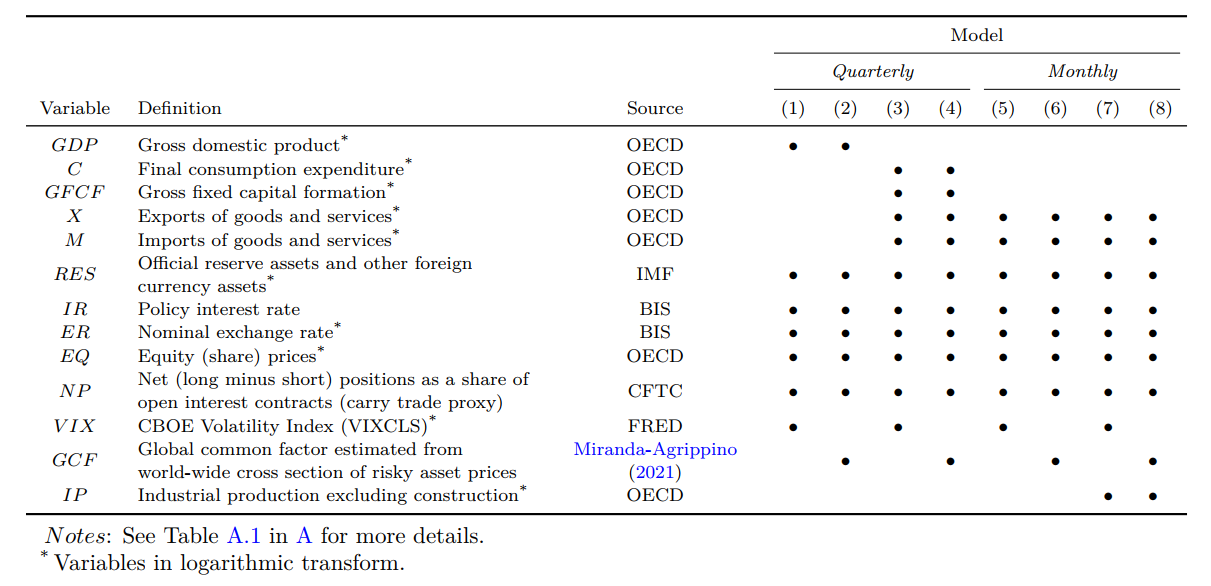 Model
Quarterly Monthly
Variable Definition Source (1) (2) (3) (4) (5) (6) (7) (8)
GDP Gross domestic product* OECD • •
C Final consumption expenditure* OECD • •
GFCF Gross fixed capital formation* OECD • •
X Exports of goods and services* OECD • • • • • •
M Imports of goods and services* OECD • • • • • •
RES Official reserve assets and other foreign
currency assets* IMF • • • • • • • •
IR Policy interest rate BIS • • • • • • • •
ER Nominal exchange rate* BIS • • • • • • • •
EQ Equity (share) prices* OECD • • • • • • • •
NP Net (long minus short) positions as a share of
open interest contracts (carry trade proxy) CFTC • • • • • • • •
VIX CBOE Volatility Index (VIXCLS)* FRED • • • •
GCF Global common factor estimated from Miranda-Agrippino
world-wide cross section of risky asset prices (2021) • • • •
IP Industrial production excluding construction* OECD • •
Notes: See Table A.1 in A for more details.
* Variables in logarithmic transform.